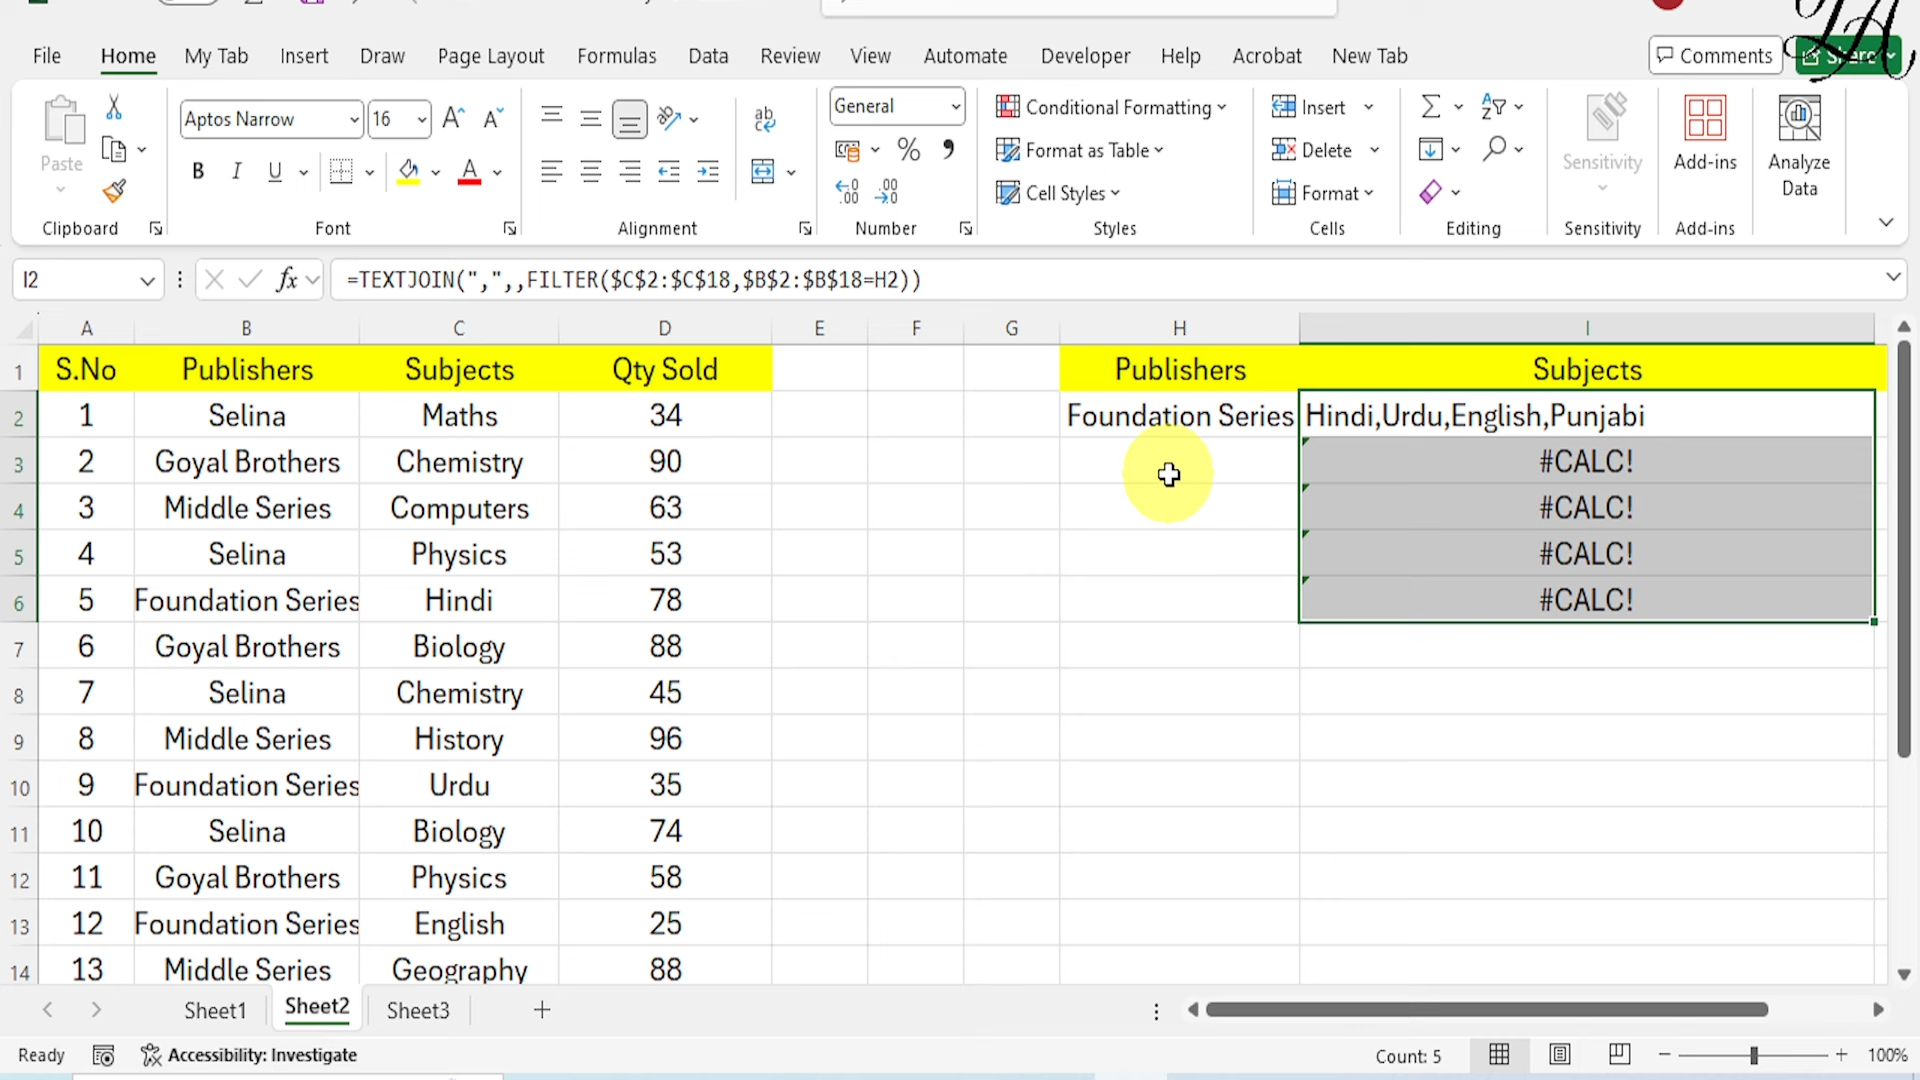 File Home My Tab Insert Draw Page Layout Formulas Data Review View Automate Developer Help Acrobat New Tab Comments Share
Paste Aptos Narrow 16 General Conditional Formatting Insert Sensitivity Add-ins Analyze Data
B I U Format as Table Delete
Cell Styles Format
Clipboard Font Alignment Number Styles Cells Editing Sensitivity Add-ins
I2 fx =TEXTJOIN(",",,FILTER($C$2:$C$18,$B$2:$B$18=H2))
A B C D E F G H I
1 S.No Publishers Subjects Qty Sold Publishers Subjects
2 1 Selina Maths 34 Foundation Series Hindi,Urdu,English,Punjabi
3 2 Goyal Brothers Chemistry 90 #CALC!
4 3 Middle Series Computers 63 #CALC!
5 4 Selina Physics 53 #CALC!
6 5 Foundation Series Hindi 78 #CALC!
7 6 Goyal Brothers Biology 88
8 7 Selina Chemistry 45
9 8 Middle Series History 96
10 9 Foundation Series Urdu 35
11 10 Selina Biology 74
12 11 Goyal Brothers Physics 58
13 12 Foundation Series English 25
14 13 Middle Series Geography 88
Sheet1 Sheet2 Sheet3
Ready Accessibility: Investigate Count: 5 100%